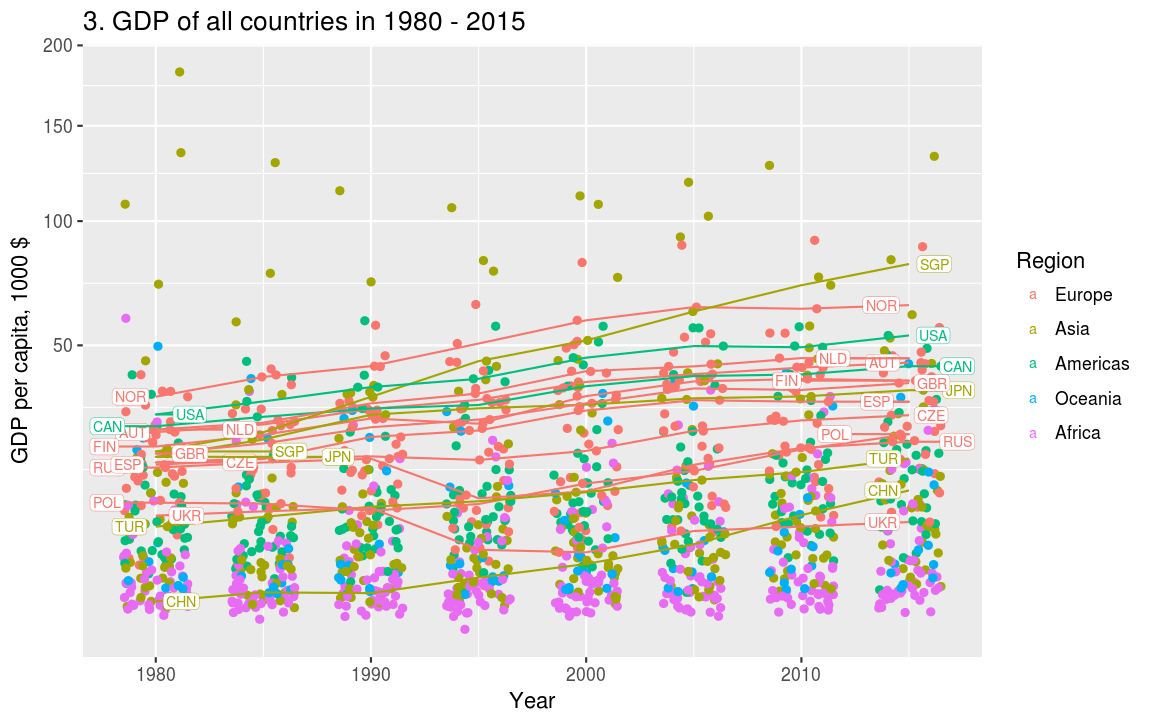 3. GDP of all countries in 1980 - 2015
GDP per capita, 1000 $
200
150
100
50
SGP
NOR
USA
NLD
AUT
CAN
FIN
GBR
JPN
NOR
ESP
USA
CZE
CAN
AUT
NLD
POL
RUS
FIN
GBR
SGP
JPN
TUR
RU
ESP
CZE
CHN
POL
UKR
UKR
TUR
CHN
1980
1990
2000
2010
Year
Region
a Europe
a Asia
a Americas
a Oceania
a Africa